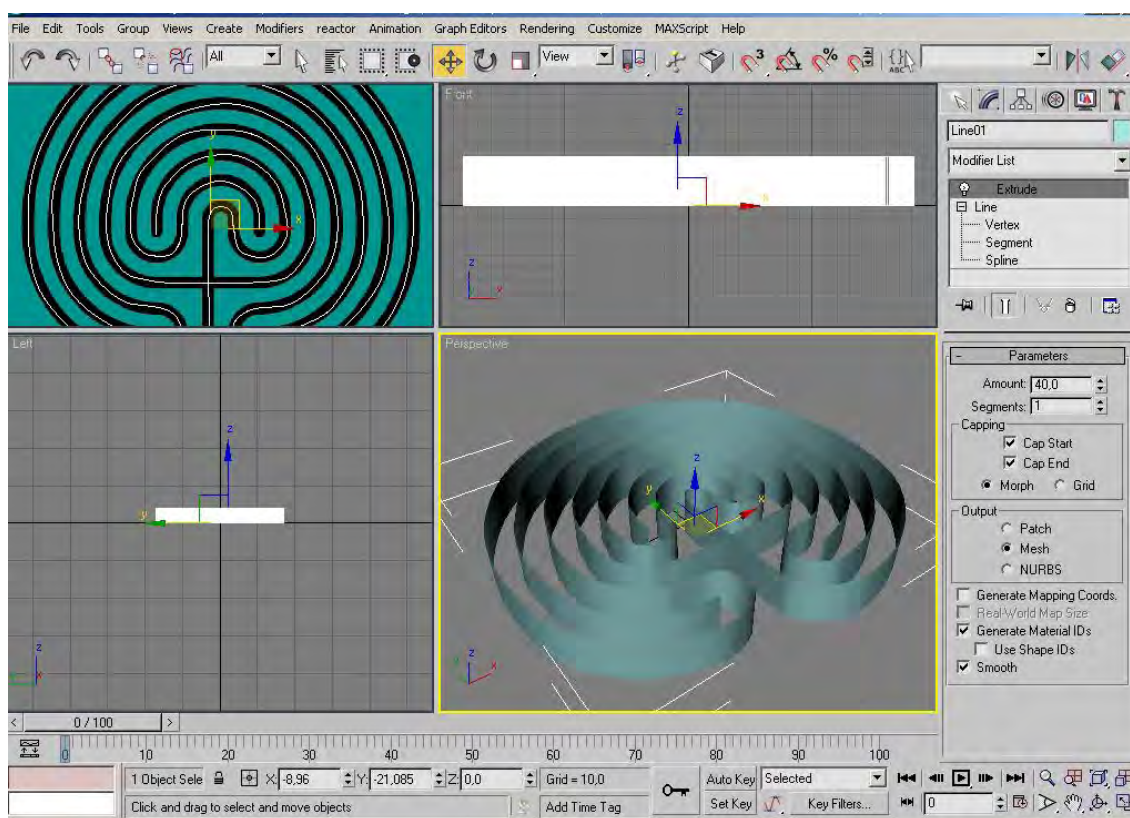 File Edit Tools Group Views Create Modifiers reactor Animation Graph Editors Rendering Customize MAXScript Help
All View 3 % ABC
Front
y
x
z
z
x
Line01
Modifier List
Extrude
Line
Vertex
Segment
Spline
Left
z
y
z
Perspective
z
y
x
z
x
Parameters
Amount: 40,0
Segments: 1
Capping
Cap Start
Cap End
Morph Grid
Output
Patch
Mesh
NURBS
Generate Mapping Coords.
Real-World Map Size
Generate Material IDs
Use Shape IDs
Smooth
< 0 / 100 >
0 10 20 30 40 50 60 70 80 90 100
1 Object Sele X: -8,96 Y: -21,085 Z: 0,0 Grid = 10,0 Auto Key Selected
Click and drag to select and move objects Add Time Tag Set Key Key Filters... 0